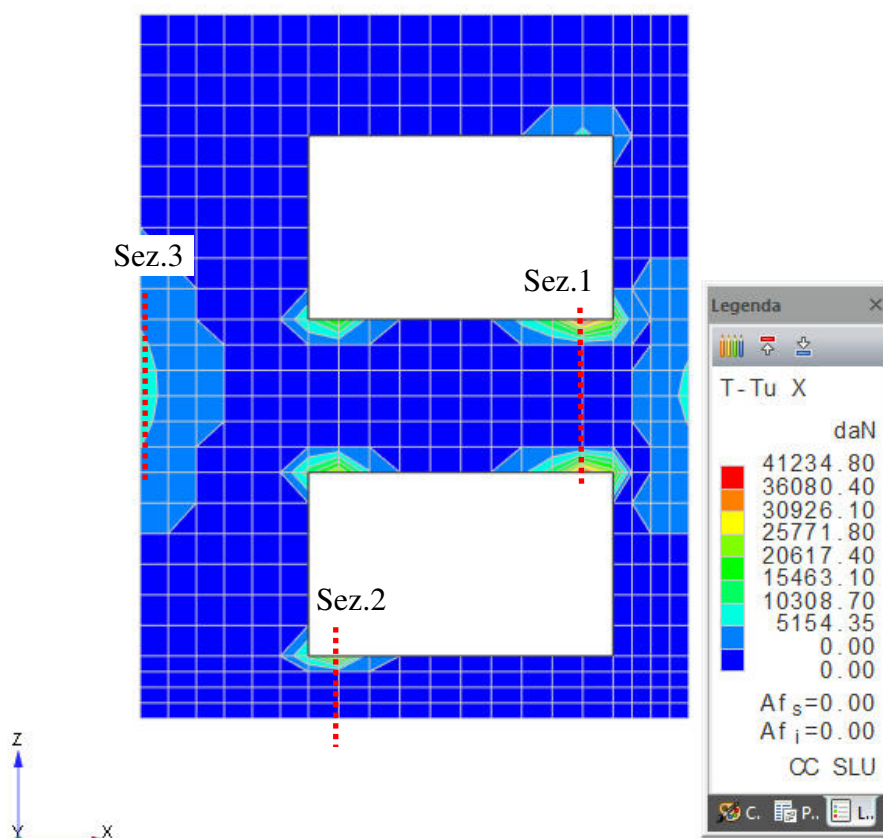 Sez.3
Sez.1
Sez.2
Z
Y
X
Legenda
T-Tu X
daN
41234.80
36080.40
30926.10
25771.80
20617.40
15463.10
10308.70
5154.35
0.00
0.00
Afs=0.00
Afi=0.00
CC SLU
C.
P..
L..